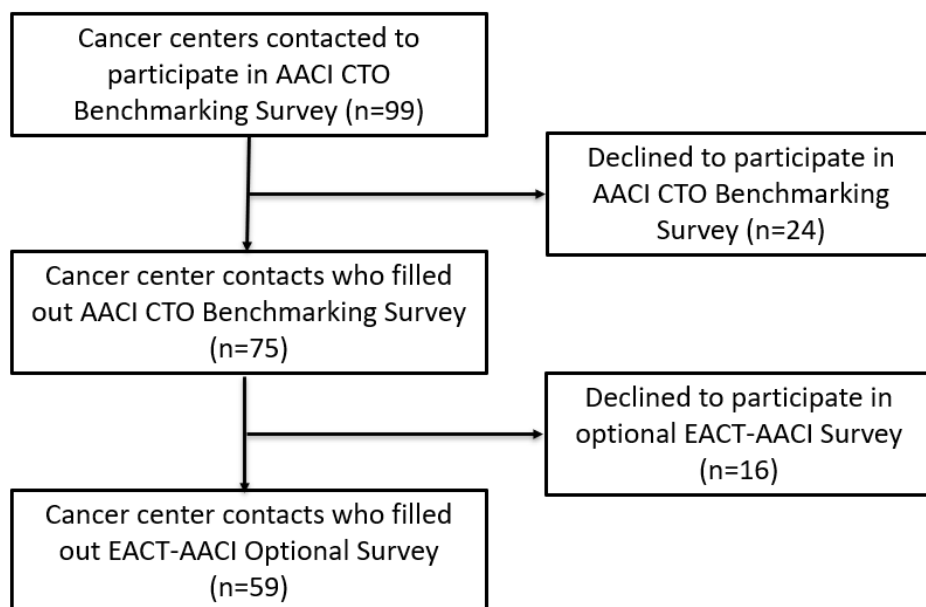 Cancer centers contacted to
participate in AACI CTO
Benchmarking Survey (n=99)
Declined to participate in
AACI CTO Benchmarking
Survey (n=24)
Cancer center contacts who filled
out AACI CTO Benchmarking Survey
(n=75)
Declined to participate in
optional EACT-AACI Survey
(n=16)
Cancer center contacts who filled
out EACT-AACI Optional Survey
(n=59)